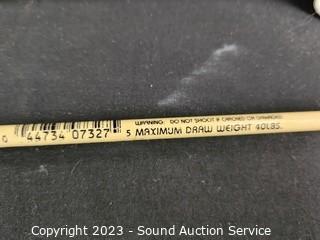 WARNING: DO NOT SHOOT IF CRACKED OR DAMAGED
0 44734 07327 5 MAXIMUM DRAW WEIGHT 40LBS.
Copyright 2023 - Sound Auction Service